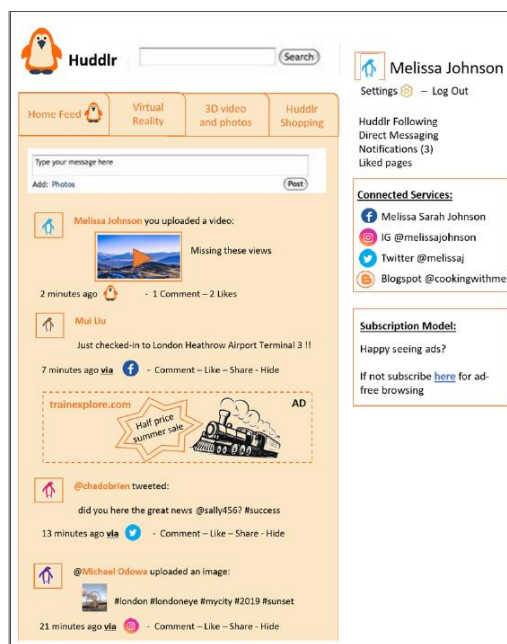 Huddlr
Search
Melissa Johnson
Settings – Log Out
Home Feed
Virtual Reality
3D video and photos
Huddlr Shopping
Huddlr Following
Direct Messaging
Notifications (3)
Liked pages
Type your message here
Add: Photos
Post
Connected Services:
Melissa Sarah Johnson
IG @melissajohnson
Twitter @melissaj
Blogspot @cookingwithme
Melissa Johnson you uploaded a video:
Missing these views
2 minutes ago - 1 Comment – 2 Likes
Mui Liu
Just checked-in to London Heathrow Airport Terminal 3 !!
7 minutes ago via - Comment – Like – Share - Hide
Subscription Model:
Happy seeing ads?
If not subscribe here for ad-
free browsing
trainexplore.com
AD
Half price
summer sale
@chadobrien tweeted:
did you here the great news @sally456? #success
13 minutes ago via - Comment – Like – Share - Hide
@Michael Odowa uploaded an image:
#london #londoneye #mycity #2019 #sunset
21 minutes ago via - Comment – Like – Share - Hide